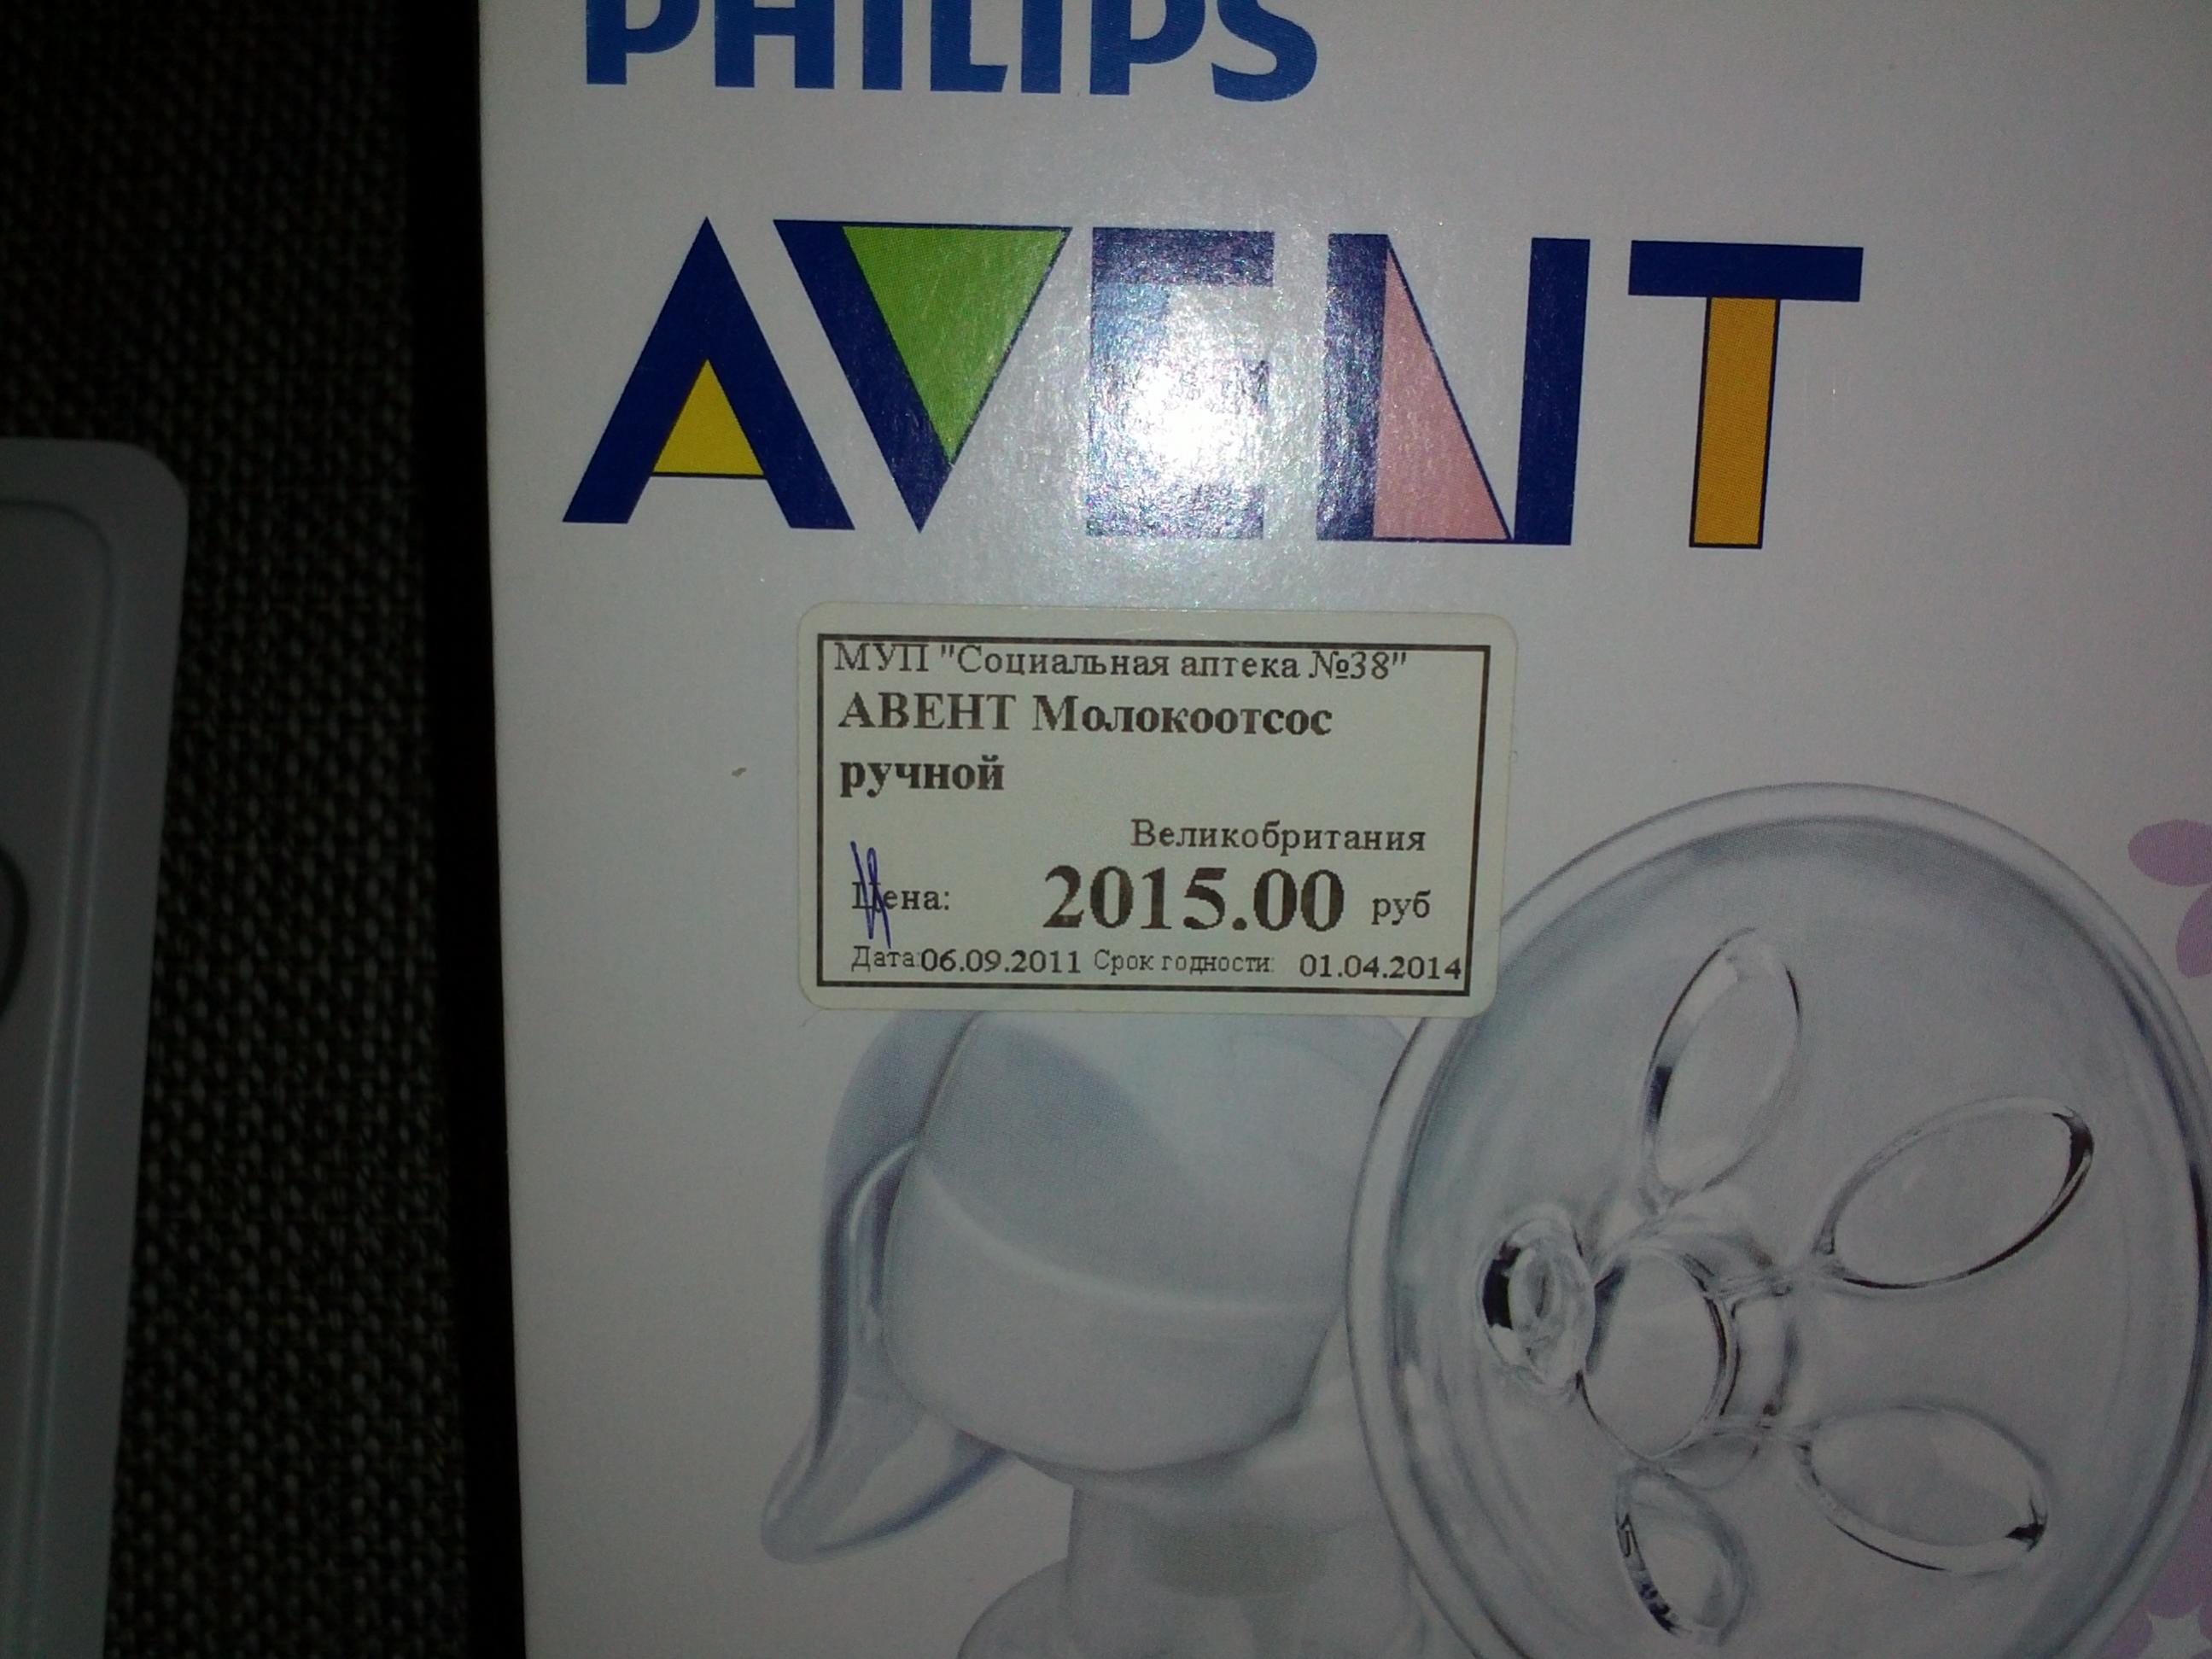 PHILIPS
AVENT
МУП "Социальная аптека №38"
АВЕНТ Молокоотсос
ручной
Великобритания
Цена: 2015.00 руб
Дата:06.09.2011 Срок годности: 01.04.2014